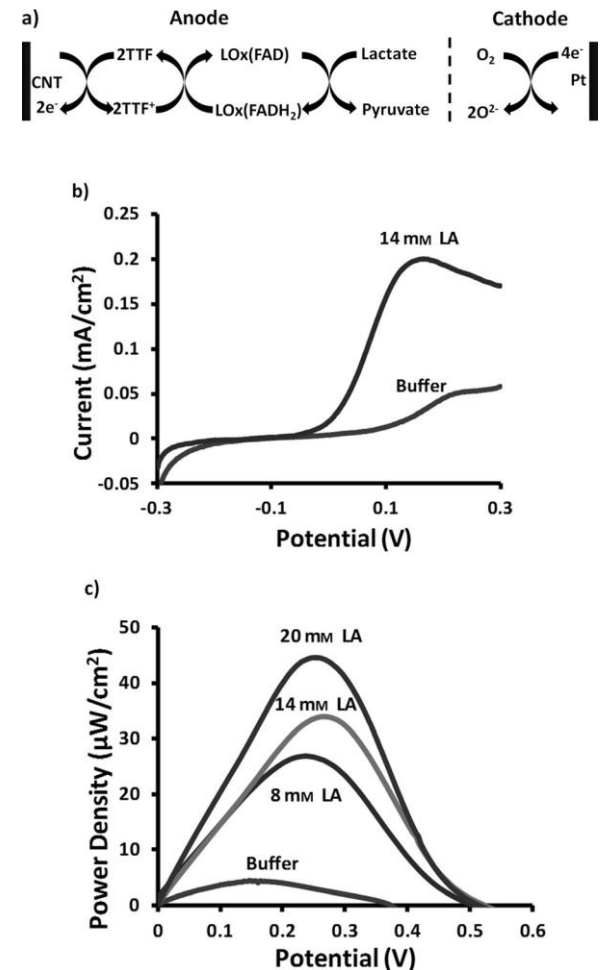 a) Anode Cathode
2TTF LOx(FAD) Lactate O₂ 4e⁻
CNT Pt
2e⁻ 2TTF⁺ LOx(FADH₂) Pyruvate 2O²⁻
b)
0.25
0.2
0.15
0.1
0.05
0
-0.05
Current (mA/cm²)
14 mM LA
Buffer
-0.3 -0.1 0.1 0.3
Potential (V)
c)
50
40
30
20
10
0
Power Density (µW/cm²)
20 mM LA
14 mM LA
8 mM LA
Buffer
0 0.1 0.2 0.3 0.4 0.5 0.6
Potential (V)